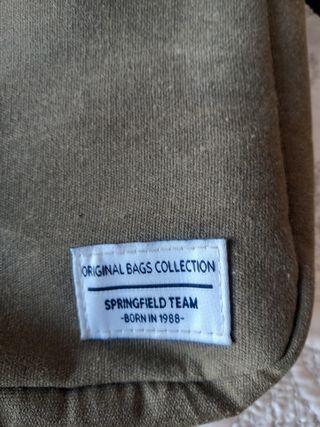 ORIGINAL BAGS COLLECTION
SPRINGFIELD TEAM
-BORN IN 1988-